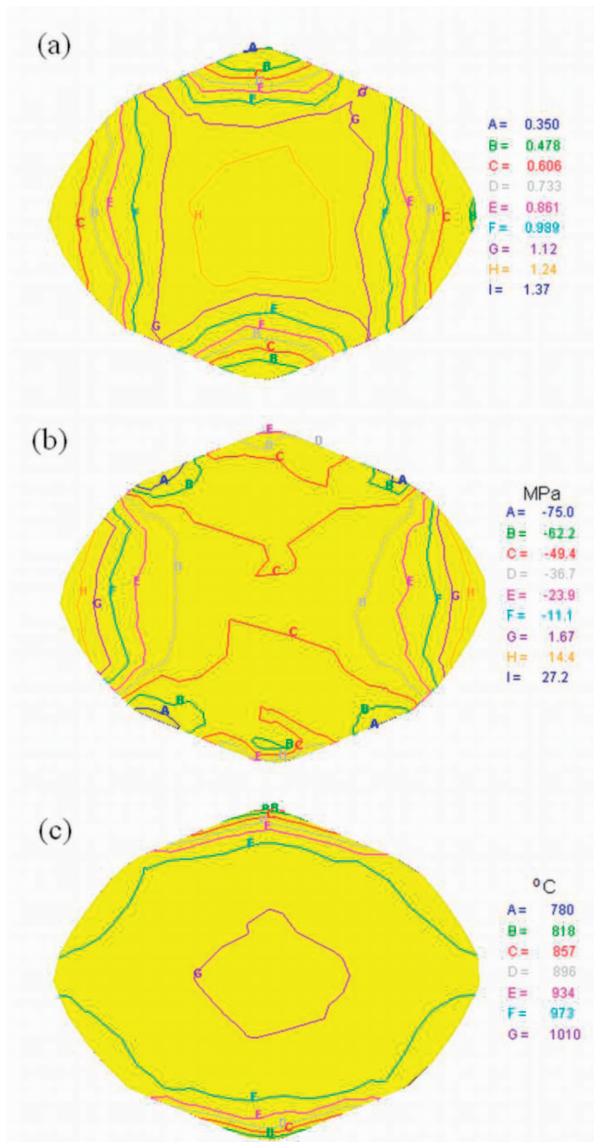 (a)
A
B
F
E
F
G
G
A = 0.350
B = 0.478
C = 0.606
D = 0.733
E = 0.861
F = 0.989
G = 1.12
H = 1.24
I = 1.37
C
D
E
F
H
F
E
D
C
B
G
F
E
D
C
B
(b)
E
D
D
C
A
B
B
A
MPa
A = -75.0
B = -62.2
C = -49.4
D = -36.7
E = -23.9
F = -11.1
G = 1.67
H = 14.4
I = 27.2
H
G
F
E
D
C
D
E
F
G
H
C
B
A
B
A
B
C
E
D
(c)
B
B
E
F
F
ºC
A = 780
B = 818
C = 857
D = 896
E = 934
F = 973
G = 1010
G
F
E
D
C
B